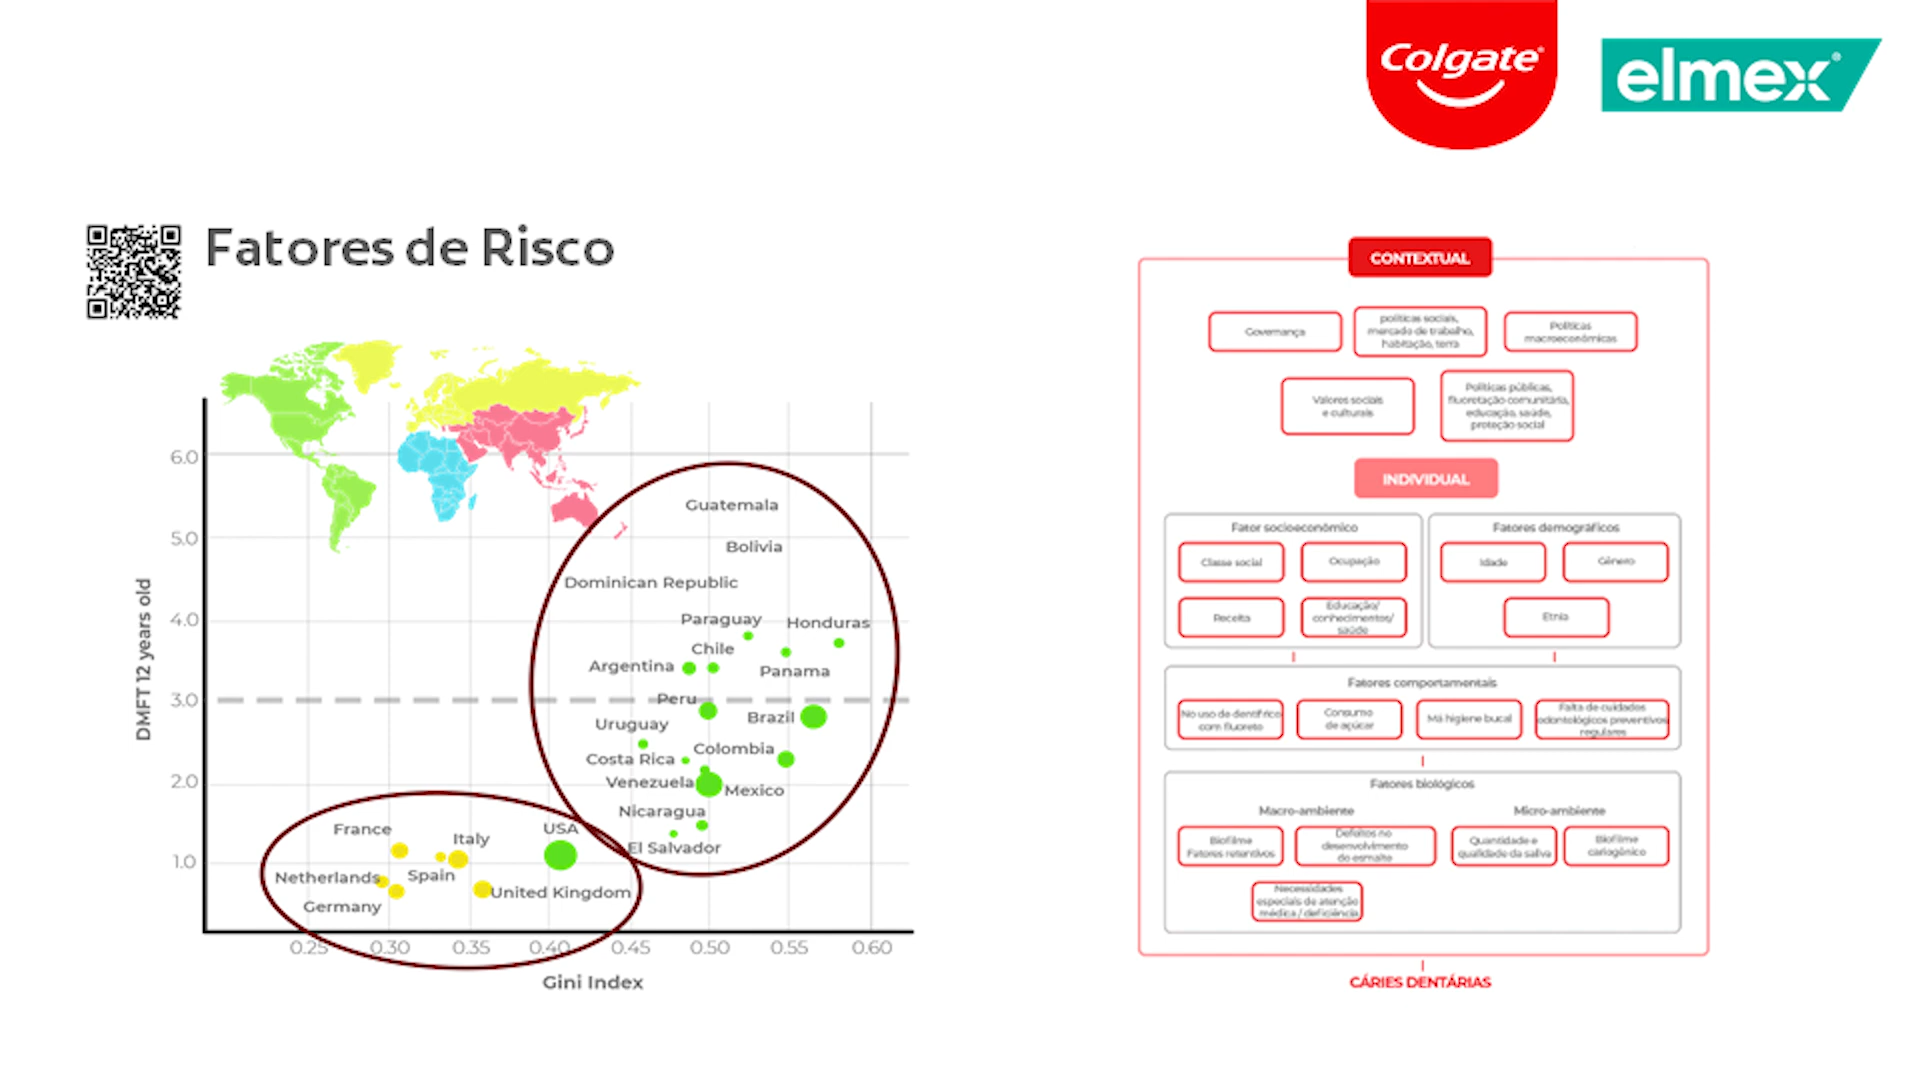 Colgate®
elmex®
Fatores de Risco
DMFT 12 years old
6.0
5.0
4.0
3.0
2.0
1.0
Guatemala
Bolivia
Dominican Republic
Paraguay
Honduras
Chile
Argentina
Panama
Peru
Brazil
Uruguay
Colombia
Costa Rica
Venezuela
Mexico
Nicaragua
El Salvador
France
Italy
USA
Netherlands
Spain
United Kingdom
Germany
0.25
0.30
0.35
0.40
0.45
0.50
0.55
0.60
Gini Index
CONTEXTUAL
Governança
políticas sociais,
mercado de trabalho,
habitação, terra
Políticas
macroeconômicas
Valores sociais
e culturais
Políticas públicas,
fluoretação comunitária,
educação, saúde,
proteção social
INDIVIDUAL
Fator socioeconômico
Classe social
Ocupação
Receita
Educação/
conhecimentos/
saúde
Fatores demográficos
Idade
Gênero
Etnia
Fatores comportamentais
No uso de dentífrico
com fluoreto
Consumo
de açúcar
Má higiene bucal
Falta de cuidados
odontológicos preventivos
regulares
Fatores biológicos
Macro-ambiente
Biofilme
Fatores retentivos
Defeitos no
desenvolvimento
do esmalte
Necessidades
especiais de atenção
médica / deficiência
Micro-ambiente
Quantidade e
qualidade da saliva
Biofilme
cariogênico
CÁRIES DENTÁRIAS